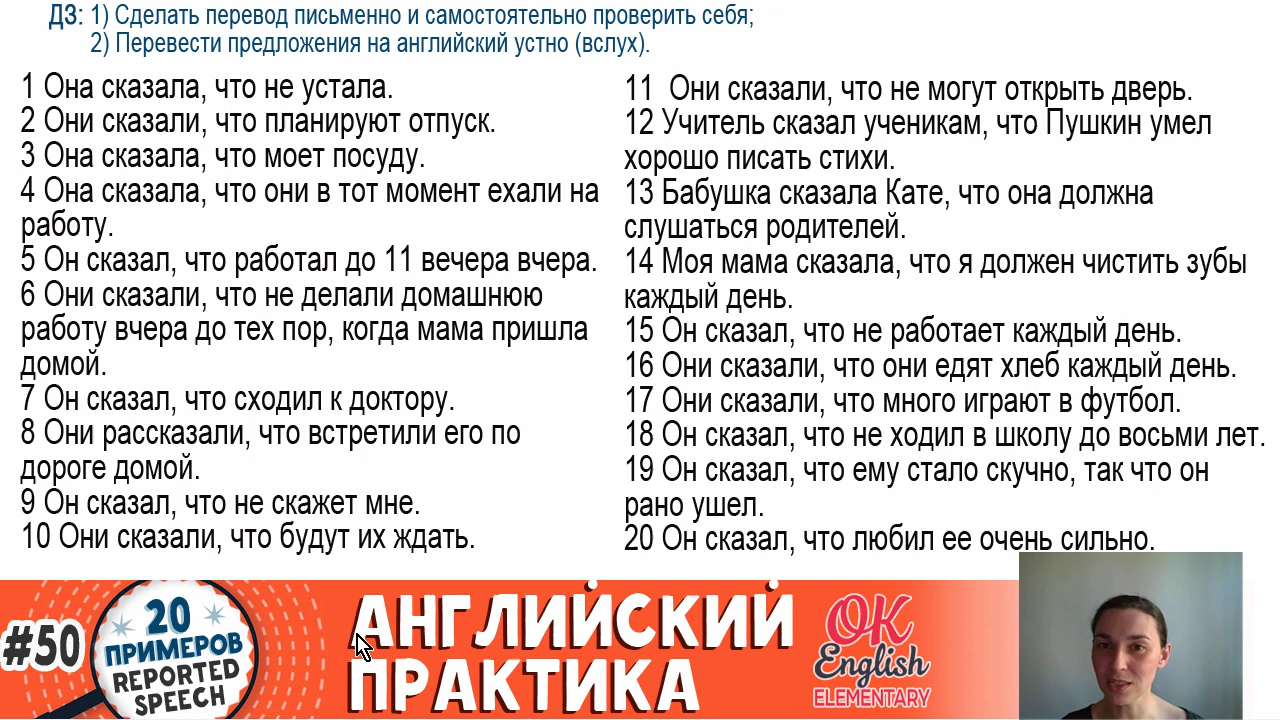 ДЗ: 1) Сделать перевод письменно и самостоятельно проверить себя;
2) Перевести предложения на английский устно (вслух).
1 Она сказала, что не устала.
2 Они сказали, что планируют отпуск.
3 Она сказала, что моет посуду.
4 Она сказала, что они в тот момент ехали на
работу.
5 Он сказал, что работал до 11 вечера вчера.
6 Они сказали, что не делали домашнюю
работу вчера до тех пор, когда мама пришла
домой.
7 Он сказал, что сходил к доктору.
8 Они рассказали, что встретили его по
дороге домой.
9 Он сказал, что не скажет мне.
10 Они сказали, что будут их ждать.
11 Они сказали, что не могут открыть дверь.
12 Учитель сказал ученикам, что Пушкин умел
хорошо писать стихи.
13 Бабушка сказала Кате, что она должна
слушаться родителей.
14 Моя мама сказала, что я должен чистить зубы
каждый день.
15 Он сказал, что не работает каждый день.
16 Они сказали, что они едят хлеб каждый день.
17 Они сказали, что много играют в футбол.
18 Он сказал, что не ходил в школу до восьми лет.
19 Он сказал, что ему стало скучно, так что он
рано ушел.
20 Он сказал, что любил ее очень сильно.
#50
20
ПРИМЕРОВ
REPORTED
SPEECH
АНГЛИЙСКИЙ
ПРАКТИКА
OK
English
ELEMENTARY